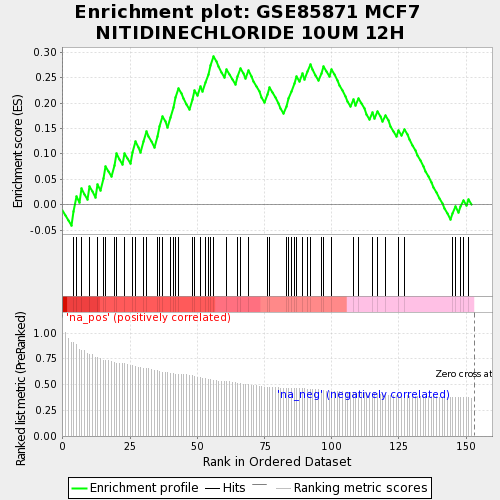 Enrichment plot: GSE85871 MCF7
NITIDINECHLORIDE 10UM 12H
Enrichment score (ES)
0.30
0.25
0.20
0.15
0.10
0.05
0.00
-0.05
'na_pos' (positively correlated)
Ranked list metric (PreRanked)
1.00
0.75
0.50
0.25
0.00
Zero cross at
'na_neg' (negatively correlated)
0
25
50
75
100
125
150
Rank in Ordered Dataset
Enrichment profile
Hits
Ranking metric scores